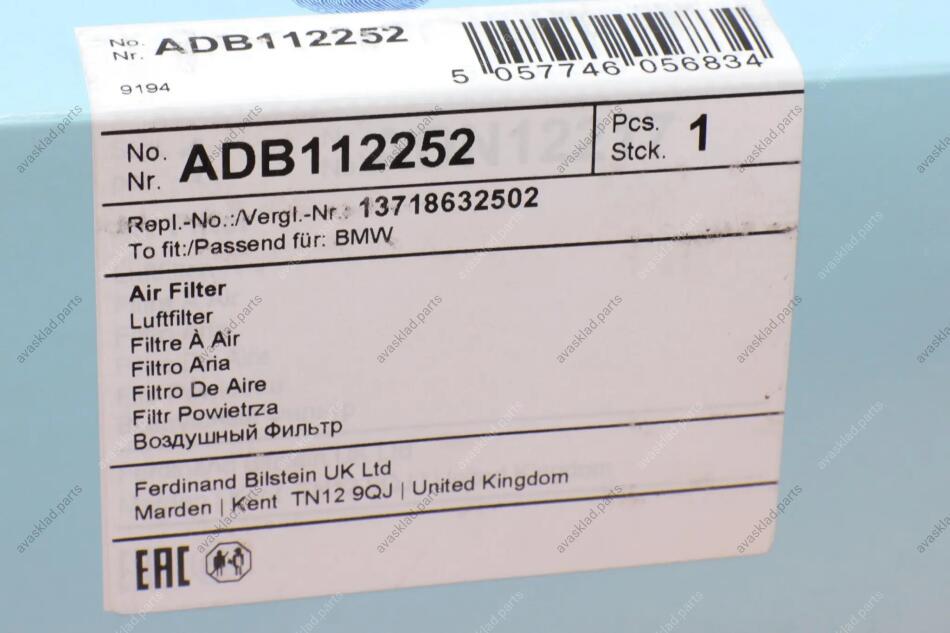 No. ADB112252
Nr.
9194
5 057746 056834
No. ADB112252
Nr.
Pcs. 1
Stck.
Repl.-No.:/Vergl.-Nr.: 13718632502
To fit:/Passend für: BMW
Air Filter
Luftfilter
Filtre À Air
Filtro Aria
Filtro De Aire
Filtr Powietrza
Воздушный Фильтр
Ferdinand Bilstein UK Ltd
Marden | Kent TN12 9QJ | United Kingdom
EAC
avasklad.parts